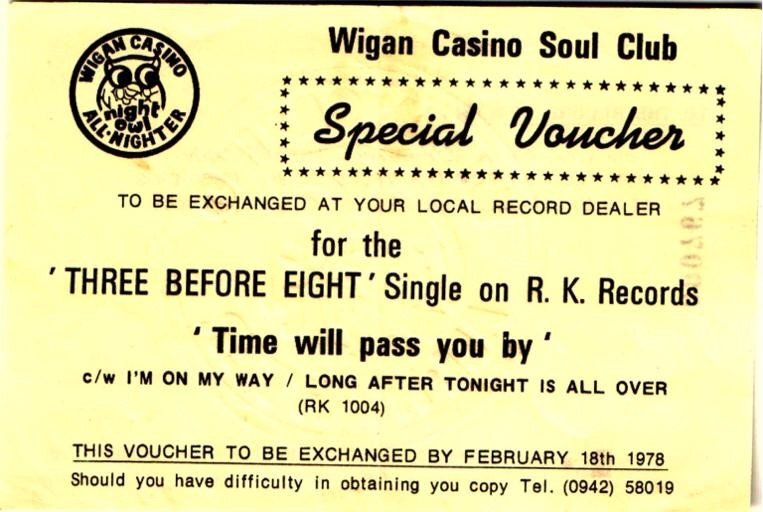 WIGAN CASINO
night
owl
ALL-NIGHTER
Wigan Casino Soul Club
Special Voucher
TO BE EXCHANGED AT YOUR LOCAL RECORD DEALER
for the
'THREE BEFORE EIGHT' Single on R. K. Records
'Time will pass you by'
c/w I'M ON MY WAY / LONG AFTER TONIGHT IS ALL OVER
(RK 1004)
THIS VOUCHER TO BE EXCHANGED BY FEBRUARY 18th 1978
Should you have difficulty in obtaining you copy Tel. (0942) 58019